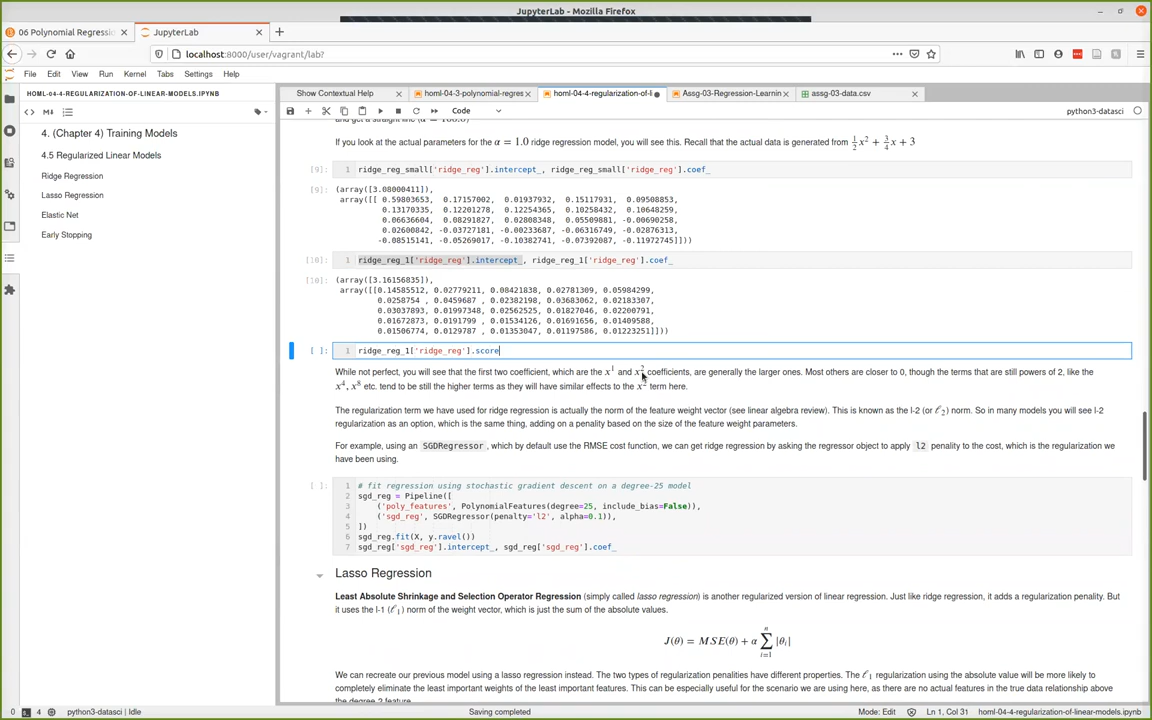 JupyterLab - Mozilla Firefox
06 Polynomial Regressi
JupyterLab
localhost:8000/user/vagrant/lab?
File Edit View Run Kernel Tabs Settings Help
HOML-04-4-REGULARIZATION-OF-LINEAR-MODELS.IPYNB
4. (Chapter 4) Training Models
4.5 Regularized Linear Models
Ridge Regression
Lasso Regression
Elastic Net
Early Stopping
Show Contextual Help
homl-04-3-polynomial-regres
homl-04-4-regularization-of-l
Assg-03-Regression-Learnin
assg-03-data.csv
Code
python3-datasci
If you look at the actual parameters for the α = 1.0 ridge regression model, you will see this. Recall that the actual data is generated from ½x² + ¾x + 3
[9]: 1 ridge_reg_small['ridge_reg'].intercept_, ridge_reg_small['ridge_reg'].coef_
[9]: (array([3.08000411]),
array([[ 0.59803653, 0.17157002, 0.01937932, 0.15117931, 0.09508853,
0.13170335, 0.12201278, 0.12254365, 0.10258432, 0.10648259,
0.06636604, 0.08291827, 0.02808348, 0.05509881, -0.00690258,
0.02600842, -0.03727181, -0.00233687, -0.06316749, -0.02876313,
-0.08515141, -0.05269017, -0.10382741, -0.07392087, -0.11972745]]))
[10]: 1 ridge_reg_1['ridge_reg'].intercept_, ridge_reg_1['ridge_reg'].coef_
[10]: (array([3.16156835]),
array([[0.14585512, 0.02779211, 0.08421838, 0.02781309, 0.05984299,
0.0258754 , 0.0459687 , 0.02382198, 0.03683062, 0.02183307,
0.03037893, 0.01997348, 0.02562525, 0.01827046, 0.02200791,
0.01672873, 0.0191799 , 0.01534126, 0.01691656, 0.01409588,
0.01506774, 0.0129787 , 0.01353047, 0.01197586, 0.01223251]]))
[ ]: 1 ridge_reg_1['ridge_reg'].score
While not perfect, you will see that the first two coefficient, which are the x¹ and x² coefficients, are generally the larger ones. Most others are closer to 0, though the terms that are still powers of 2, like the
x⁴, x⁸ etc. tend to be still the higher terms as they will have similar effects to the x² term here.
The regularization term we have used for ridge regression is actually the norm of the feature weight vector (see linear algebra review). This is known as the l-2 (or ℓ₂) norm. So in many models you will see l-2
regularization as an option, which is the same thing, adding on a penality based on the size of the feature weight parameters.
For example, using an SGDRegressor , which by default use the RMSE cost function, we can get ridge regression by asking the regressor object to apply l2 penality to the cost, which is the regularization we
have been using.
[ ]: 1 # fit regression using stochastic gradient descent on a degree-25 model
2 sgd_reg = Pipeline([
3 ('poly_features', PolynomialFeatures(degree=25, include_bias=False)),
4 ('sgd_reg', SGDRegressor(penalty='l2', alpha=0.1)),
5 ])
6 sgd_reg.fit(X, y.ravel())
7 sgd_reg['sgd_reg'].intercept_, sgd_reg['sgd_reg'].coef_
Lasso Regression
Least Absolute Shrinkage and Selection Operator Regression (simply called lasso regression) is another regularized version of linear regression. Just like ridge regression, it adds a regularization penalty. But
it uses the l-1 (ℓ₁) norm of the weight vector, which is just the sum of the absolute values.
J(θ) = MSE(θ) + α ∑ⁿᵢ₌₁ |θᵢ|
We can recreate our previous model using a lasso regression instead. The two types of regularization penalities have different properties. The ℓ₁ regularization using the absolute value will be more likely to
completely eliminate the least important weights of the least important features. This can be especially useful for the scenario we are using here, as there are no actual features in the true data relationship above
the degree 2 feature.
0 4 python3-datasci | Idle
Saving completed
Mode: Edit
Ln 1, Col 31
homl-04-4-regularization-of-linear-models.ipynb